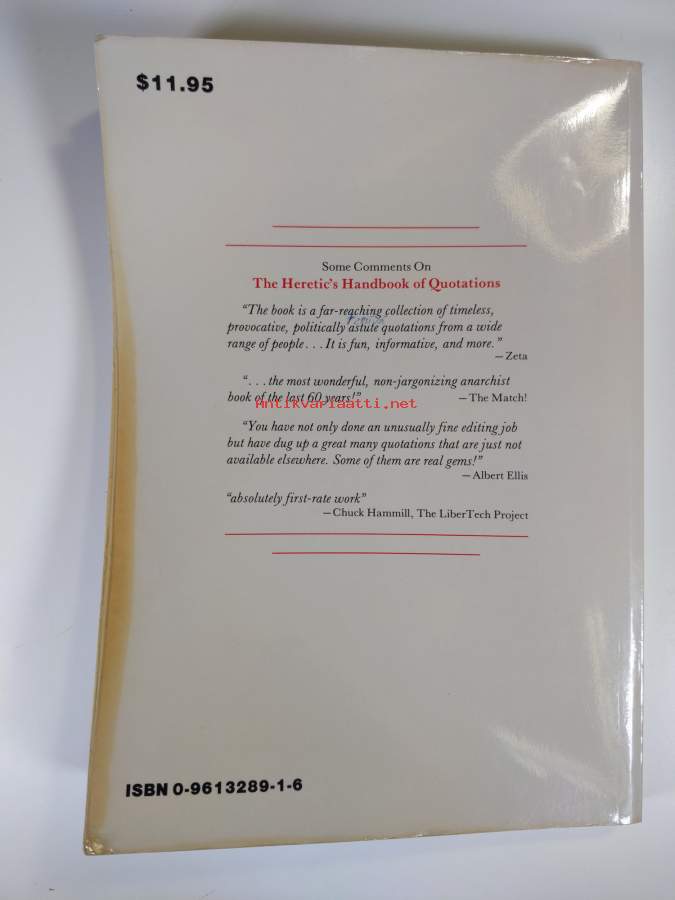 $11.95
Some Comments On
The Heretic's Handbook of Quotations
“The book is a far-reaching collection of timeless,
provocative, politically astute quotations from a wide
range of people. . . It is fun, informative, and more.”
—Zeta
“. . . the most wonderful, non-jargonizing anarchist
book of the last 60 years!” —The Match!
Antikvariaatti.net
“You have not only done an unusually fine editing job
but have dug up a great many quotations that are just not
available elsewhere. Some of them are real gems!”
—Albert Ellis
“absolutely first-rate work”
—Chuck Hammill, The LiberTech Project
ISBN 0-9613289-1-6